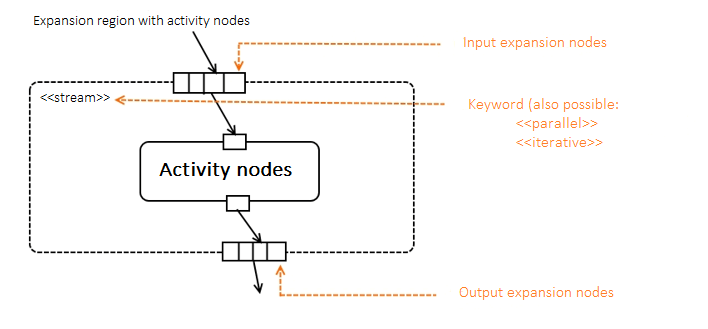 Expansion region with activity nodes
Input expansion nodes
<<stream>>
Keyword (also possible:
<<parallel>>
<<iterative>>
Activity nodes
Output expansion nodes